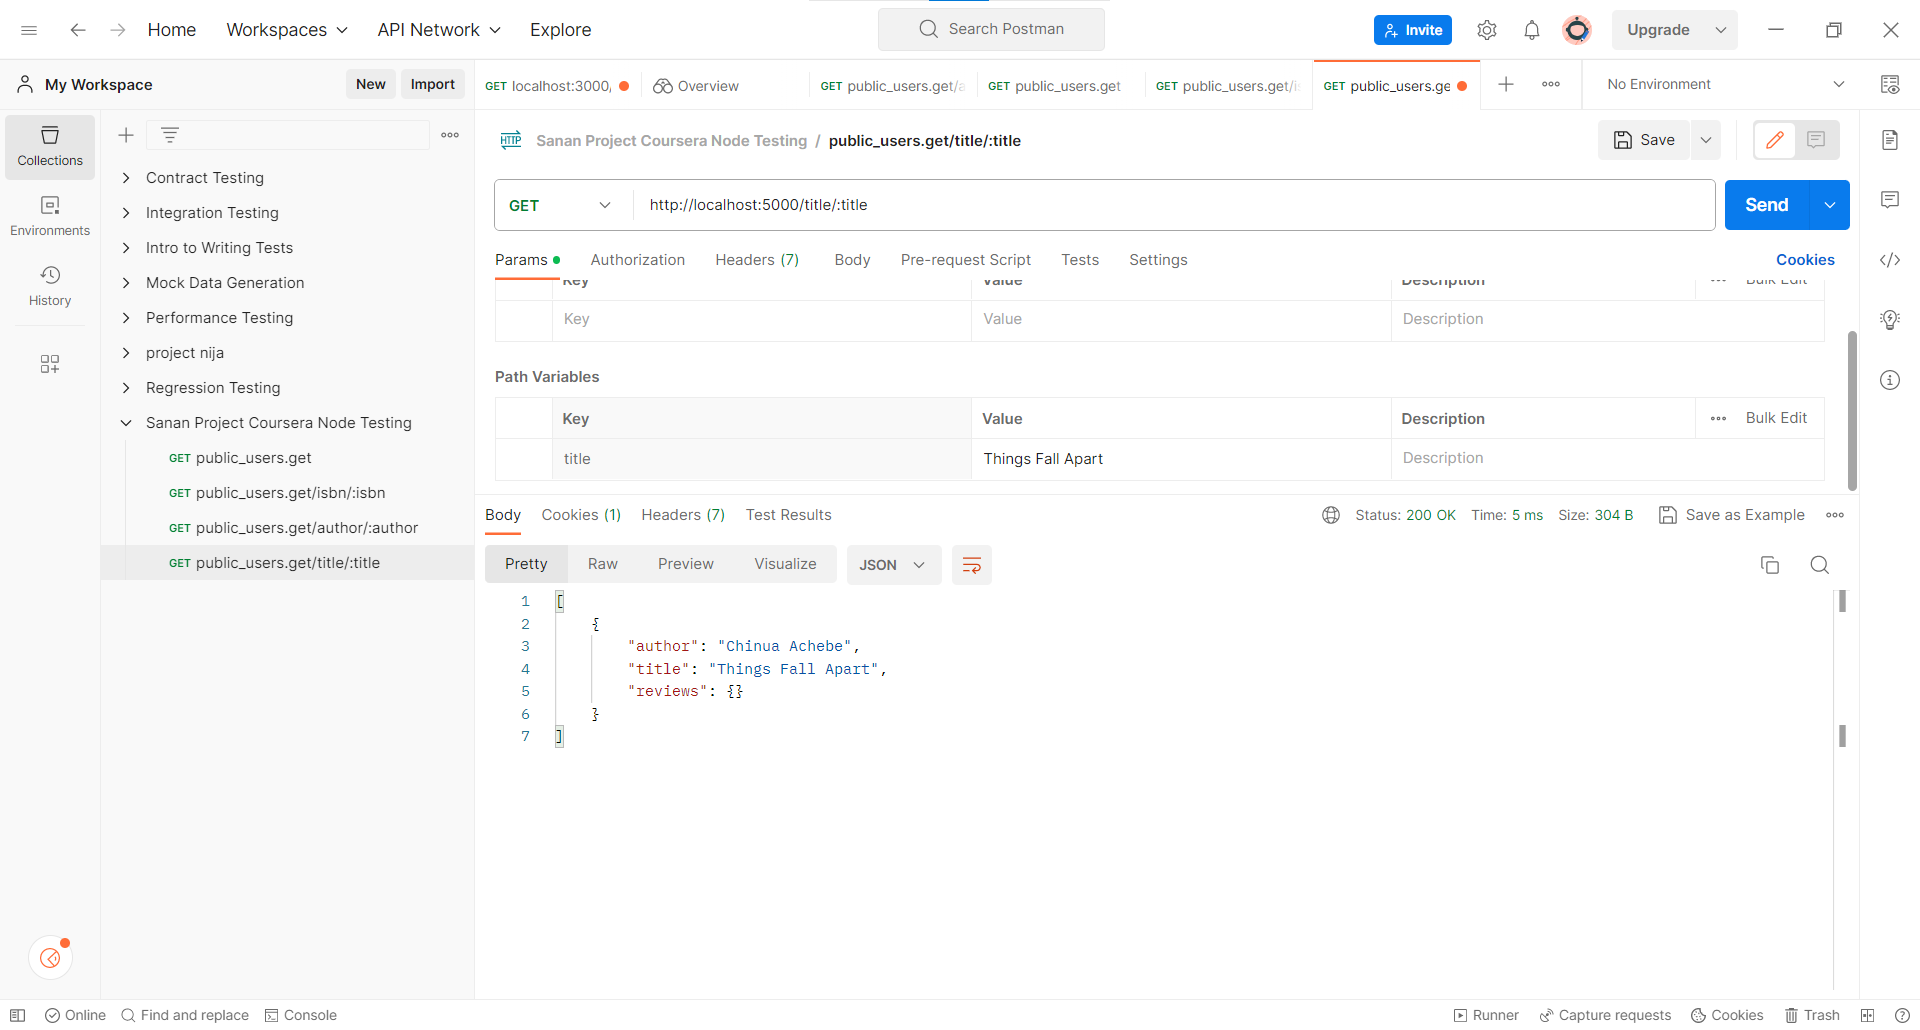 Home
Workspaces
API Network
Explore
Search Postman
Invite
Upgrade
My Workspace
New
Import
GET localhost:3000/
Overview
GET public_users.get/a
GET public_users.get
GET public_users.get/is
GET public_users.ge
No Environment
Collections
Environments
History
Contract Testing
Integration Testing
Intro to Writing Tests
Mock Data Generation
Performance Testing
project nija
Regression Testing
Sanan Project Coursera Node Testing
GET public_users.get
GET public_users.get/isbn/:isbn
GET public_users.get/author/:author
GET public_users.get/title/:title
HTTP Sanan Project Coursera Node Testing / public_users.get/title/:title
Save
GET
http://localhost:5000/title/:title
Send
Params
Authorization
Headers (7)
Body
Pre-request Script
Tests
Settings
Cookies
Key Value Description Bulk Edit
Key Value Description
Path Variables
Key Value Description Bulk Edit
title Things Fall Apart Description
Body
Cookies (1)
Headers (7)
Test Results
Status: 200 OK Time: 5 ms Size: 304 B
Save as Example
Pretty
Raw
Preview
Visualize
JSON
1 [
2 {
3 "author": "Chinua Achebe",
4 "title": "Things Fall Apart",
5 "reviews": {}
6 }
7 ]
Online
Find and replace
Console
Runner
Capture requests
Cookies
Trash